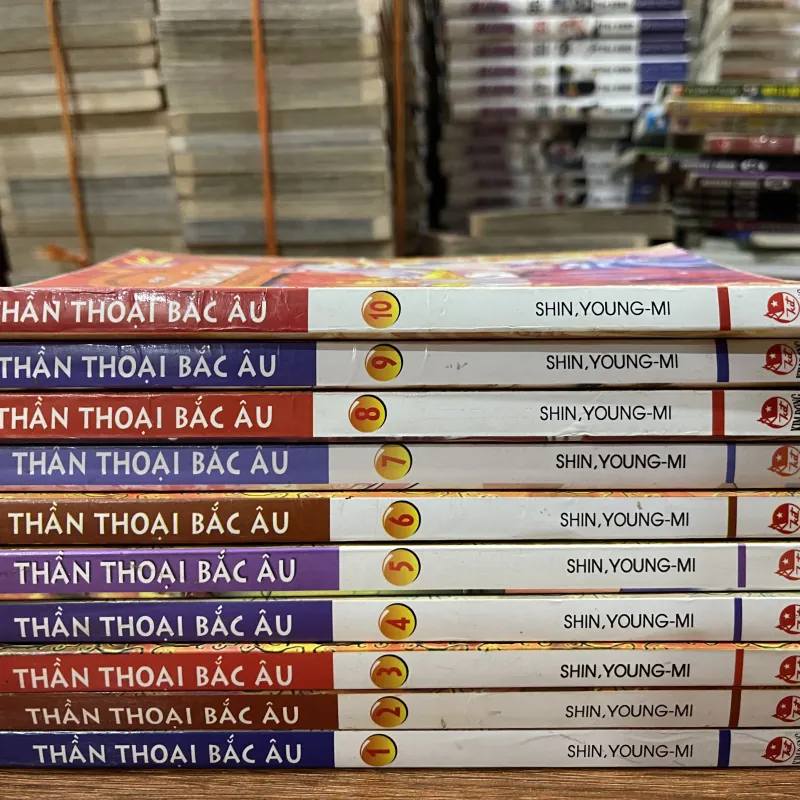 THẦN THOẠI BẮC ÂU 10 SHIN, YOUNG-MI
THẦN THOẠI BẮC ÂU 9 SHIN, YOUNG-MI
THẦN THOẠI BẮC ÂU 8 SHIN, YOUNG-MI
THẦN THOẠI BẮC ÂU 7 SHIN, YOUNG-MI
THẦN THOẠI BẮC ÂU 6 SHIN, YOUNG-MI
THẦN THOẠI BẮC ÂU 5 SHIN, YOUNG-MI
THẦN THOẠI BẮC ÂU 4 SHIN, YOUNG-MI
THẦN THOẠI BẮC ÂU 3 SHIN, YOUNG-MI
THẦN THOẠI BẮC ÂU 2 SHIN, YOUNG-MI
THẦN THOẠI BẮC ÂU 1 SHIN, YOUNG-MI